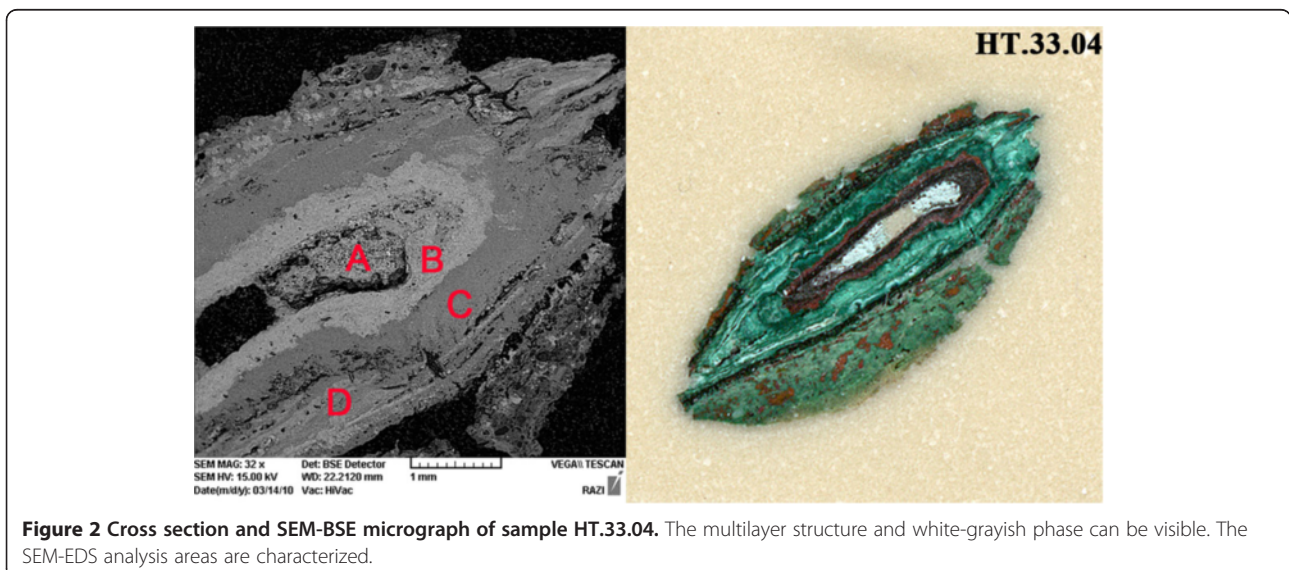 HT.33.04
A
B
C
D
SEM MAG: 32 x Det: BSE Detector VEGA\\ TESCAN
SEM HV: 15.00 kV WD: 22.2120 mm 1 mm
Date(m/d/y): 03/14/10 Vac: HiVac RAZI
Figure 2 Cross section and SEM-BSE micrograph of sample HT.33.04. The multilayer structure and white-grayish phase can be visible. The
SEM-EDS analysis areas are characterized.